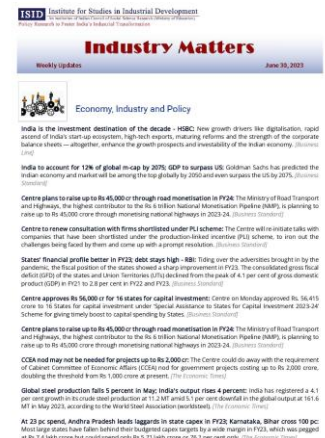 ISID Institute for Studies in Industrial Development
Policy Research to Foster India's Industrial Transformation
Industry Matters
Weekly Updates June 30, 2023
Economy, Industry and Policy
India is the investment destination of the decade - HSBC: New growth drivers like digitalisation, rapid
ascend of India's start-up ecosystem, high-tech exports, maturing reforms and the strength of the corporate
balance sheets — altogether, enhance the growth prospects and investability of the Indian economy. [Business
Line]
India to account for 12% of global m-cap by 2075; GDP to surpass US: Goldman Sachs has predicted the
Indian economy and market will be among the top globally by 2050 and even surpass the US by 2075. [Business
Standard]
Centre plans to raise up to Rs 45,000 cr through road monetisation in FY24: The Ministry of Road Transport
and Highways, the highest contributor to the Rs 6 trillion National Monetisation Pipeline (NMP), is planning to
raise up to Rs 45,000 crore through monetising national highways in 2023-24. [Business Standard]
Centre to renew consultation with firms shortlisted under PLI scheme: The Centre will re-initiate talks with
companies that have been shortlisted under the production-linked incentive (PLI) scheme, to iron out the
challenges being faced by them and come up with a prompt resolution. [Business Standard]
States' financial profile better in FY23; debt stays high - RBI: Tiding over the adversities brought in by the
pandemic, the fiscal position of the states showed a sharp improvement in FY23. The consolidated gross fiscal
deficit (GFD) of the states and Union Territories (UTs) declined from the peak of 4.1 per cent of gross domestic
product (GDP) in FY21 to 2.8 per cent in FY22 and FY23. [Business Standard]
Centre approves Rs 56,000 cr for 16 states for capital investment: Centre on Monday approved Rs. 56,415
crore to 16 States for capital investment under 'Special Assistance to States for Capital Investment 2023-24'
Scheme for giving timely boost to capital spending by States. [Business Standard]
Centre plans to raise up to Rs 45,000 cr through road monetisation in FY24: The Ministry of Road Transport
and Highways, the highest contributor to the Rs 6 trillion National Monetisation Pipeline (NMP), is planning to
raise up to Rs 45,000 crore through monetising national highways in 2023-24. [Business Standard]
CCEA nod may not be needed for projects up to Rs 2,000 cr: The Centre could do away with the requirement
of Cabinet Committee of Economic Affairs (CCEA) nod for government projects costing up to Rs 2,000 crore,
doubling the threshold from Rs 1,000 crore at present. [The Economic Times]
Global steel production falls 5 percent in May; India's output rises 4 percent: India has registered a 4.1
per cent growth in its crude steel production at 11.2 MT amid 5.1 per cent downfall in the global output at 161.6
MT in May 2023, according to the World Steel Association (worldsteel). [The Economic Times]
At 23 pc spend, Andhra Pradesh leads laggards in state capex in FY23; Karnataka, Bihar cross 100 pc:
Most large states have fallen behind their budgeted capex targets by a wide margin in FY23, which was pegged